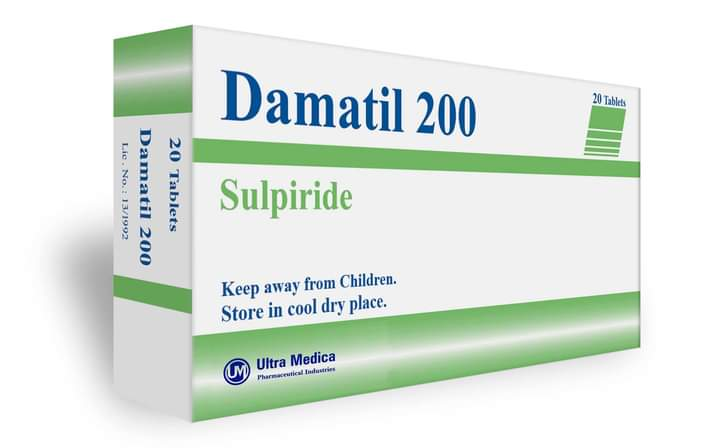 Damatil 200
20 Tablets
Sulpiride
Keep away from Children.
Store in cool dry place.
UM
Ultra Medica
Pharmaceutical Industries
20 Tablets
Damatil 200
Lic . No. : 13/1992